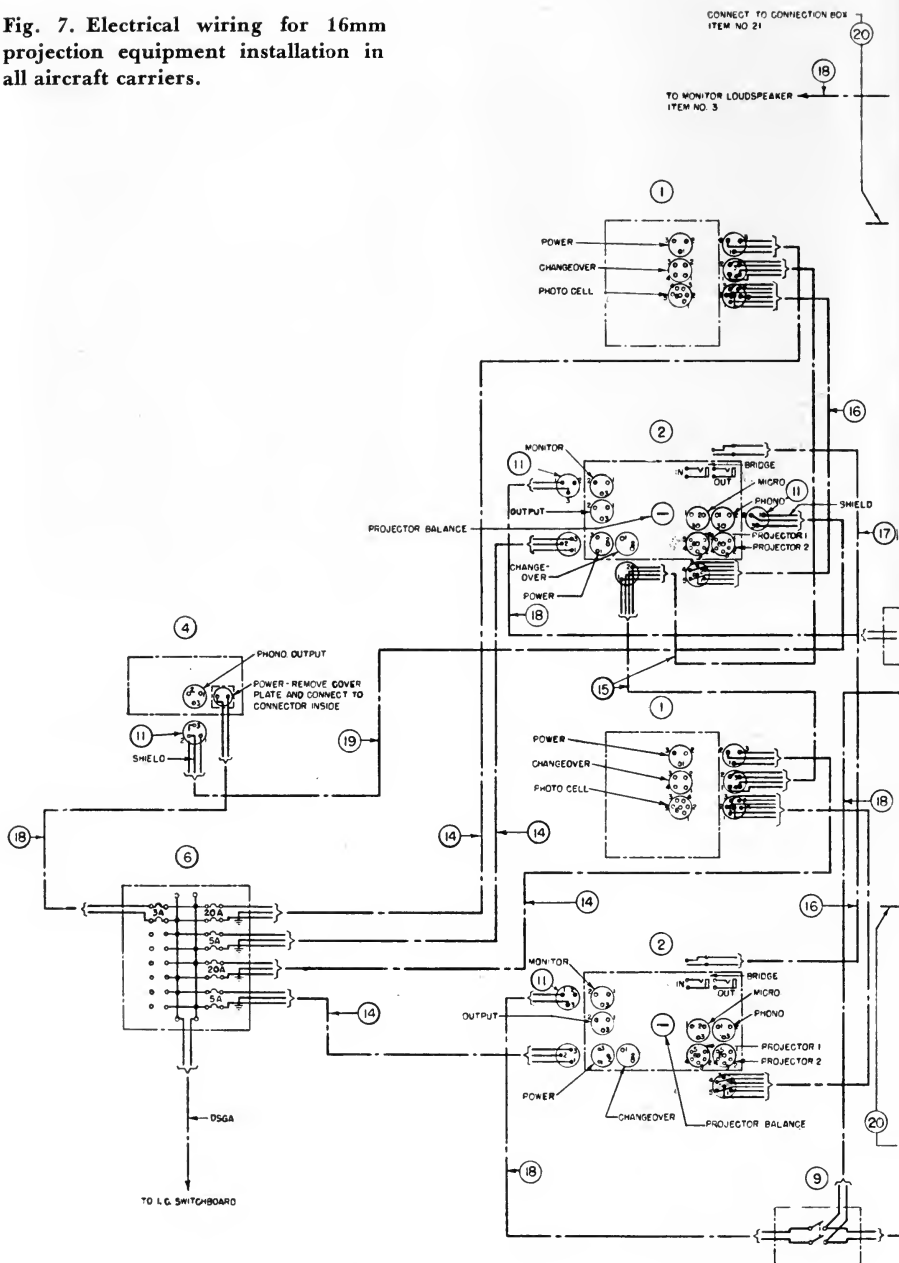 Fig. 7. Electrical wiring for 16mm
projection equipment installation in
all aircraft carriers.
CONNECT TO CONNECTION BOX
ITEM NO 21
20
18
TO MONITOR LOUDSPEAKER
ITEM NO. 3
1
POWER
CHANGEOVER
PHOTO CELL
16
2
MONITOR
11
IN
OUT
BRIDGE
MICRO
11
PHONO
SHIELD
OUTPUT
PROJECTOR BALANCE
PROJECTOR 1
PROJECTOR 2
17
CHANGE-
OVER
POWER
18
4
PHONO OUTPUT
POWER - REMOVE COVER
PLATE AND CONNECT TO
CONNECTOR INSIDE
15
1
11
19
SHIELD
POWER
CHANGEOVER
PHOTO CELL
18
18
14
14
6
3A
20A
5A
20A
5A
14
16
2
MONITOR
11
IN
OUT
BRIDGE
MICRO
PHONO
OUTPUT
14
PROJECTOR 1
PROJECTOR 2
POWER
CHANGEOVER
PROJECTOR BALANCE
DSGA
20
18
9
TO I.C. SWITCHBOARD